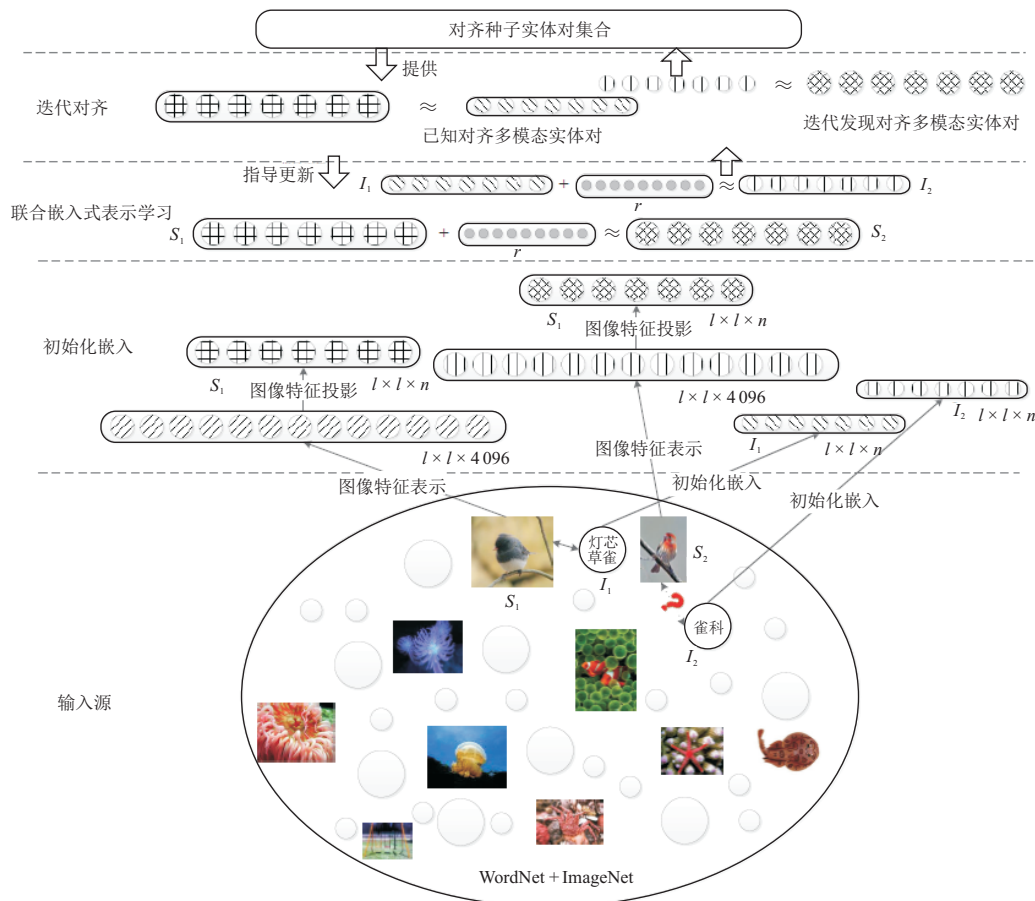 对齐种子实体对集合
提供
迭代对齐
≈
≈
已知对齐多模态实体对
迭代发现对齐多模态实体对
指导更新
I₁
+
r
≈
I₂
联合嵌入式表示学习
S₁
+
r
≈
S₂
S₁
l × l × n
图像特征投影
初始化嵌入
S₁
l × l × n
图像特征投影
l × l × 4 096
I₂
l × l × n
I₁
l × l × n
l × l × 4 096
图像特征表示
图像特征表示
初始化嵌入
初始化嵌入
灯芯
草雀
S₂
S₁
I₁
?
雀科
I₂
输入源
WordNet + ImageNet